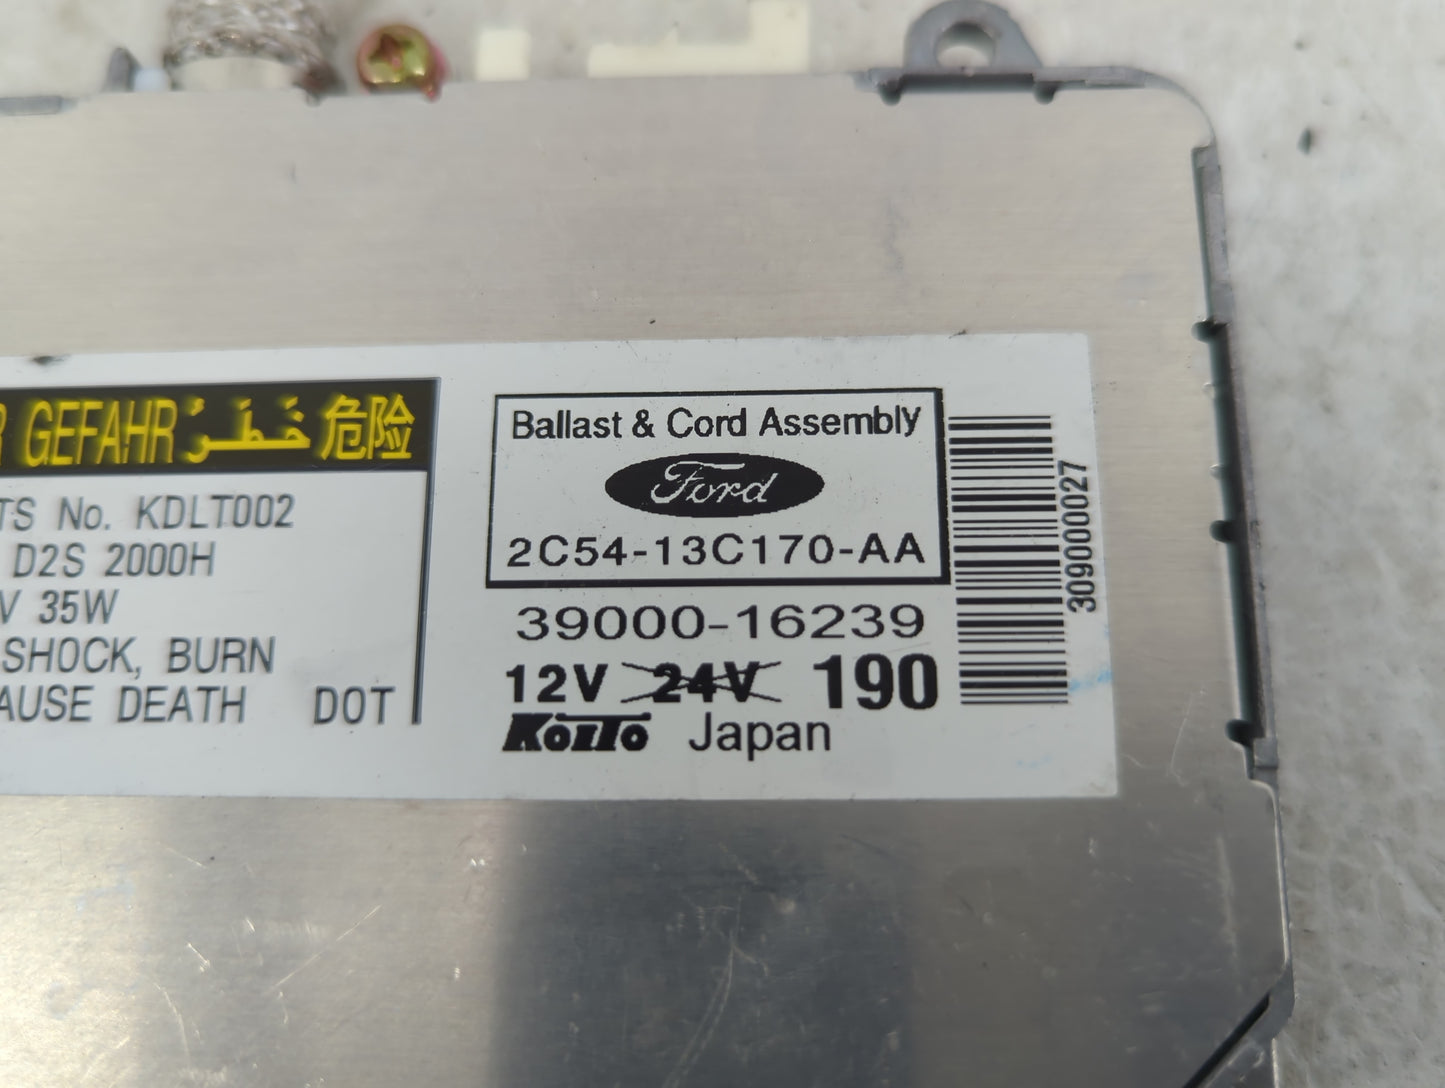 GEFAHR خَطَرٌ 危险
TS No. KDLT002
D2S 2000H
V 35W
SHOCK, BURN
AUSE DEATH DOT
Ballast & Cord Assembly
Ford
2C54-13C170-AA
39000-16239
12V 24V 190
KOITO Japan
309000027